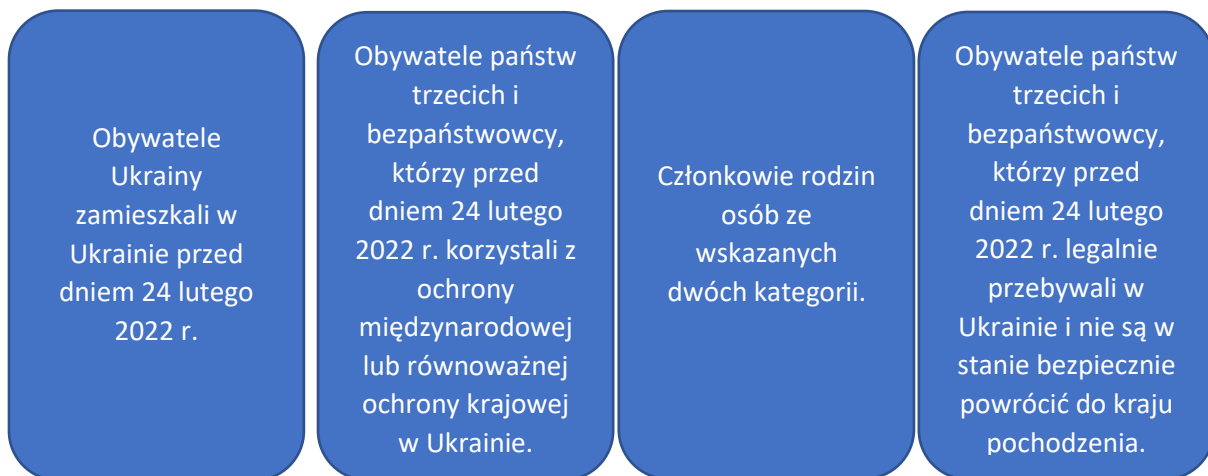 Obywatele
Ukrainy
zamieszkali w
Ukrainie przed
dniem 24 lutego
2022 r.
Obywatele państw
trzecich i
bezpaństwowcy,
którzy przed
dniem 24 lutego
2022 r. korzystali z
ochrony
międzynarodowej
lub równoważnej
ochrony krajowej
w Ukrainie.
Członkowie rodzin
osób ze
wskazanych
dwóch kategorii.
Obywatele państw
trzecich i
bezpaństwowcy,
którzy przed
dniem 24 lutego
2022 r. legalnie
przebywali w
Ukrainie i nie są w
stanie bezpiecznie
powrócić do kraju
pochodzenia.